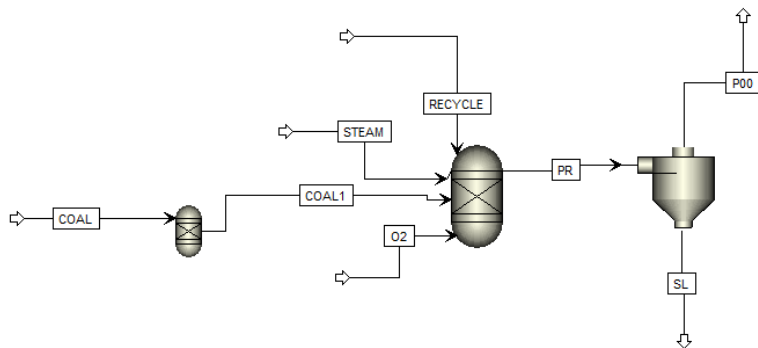 P00
RECYCLE
STEAM
PR
COAL1
COAL
O2
SL